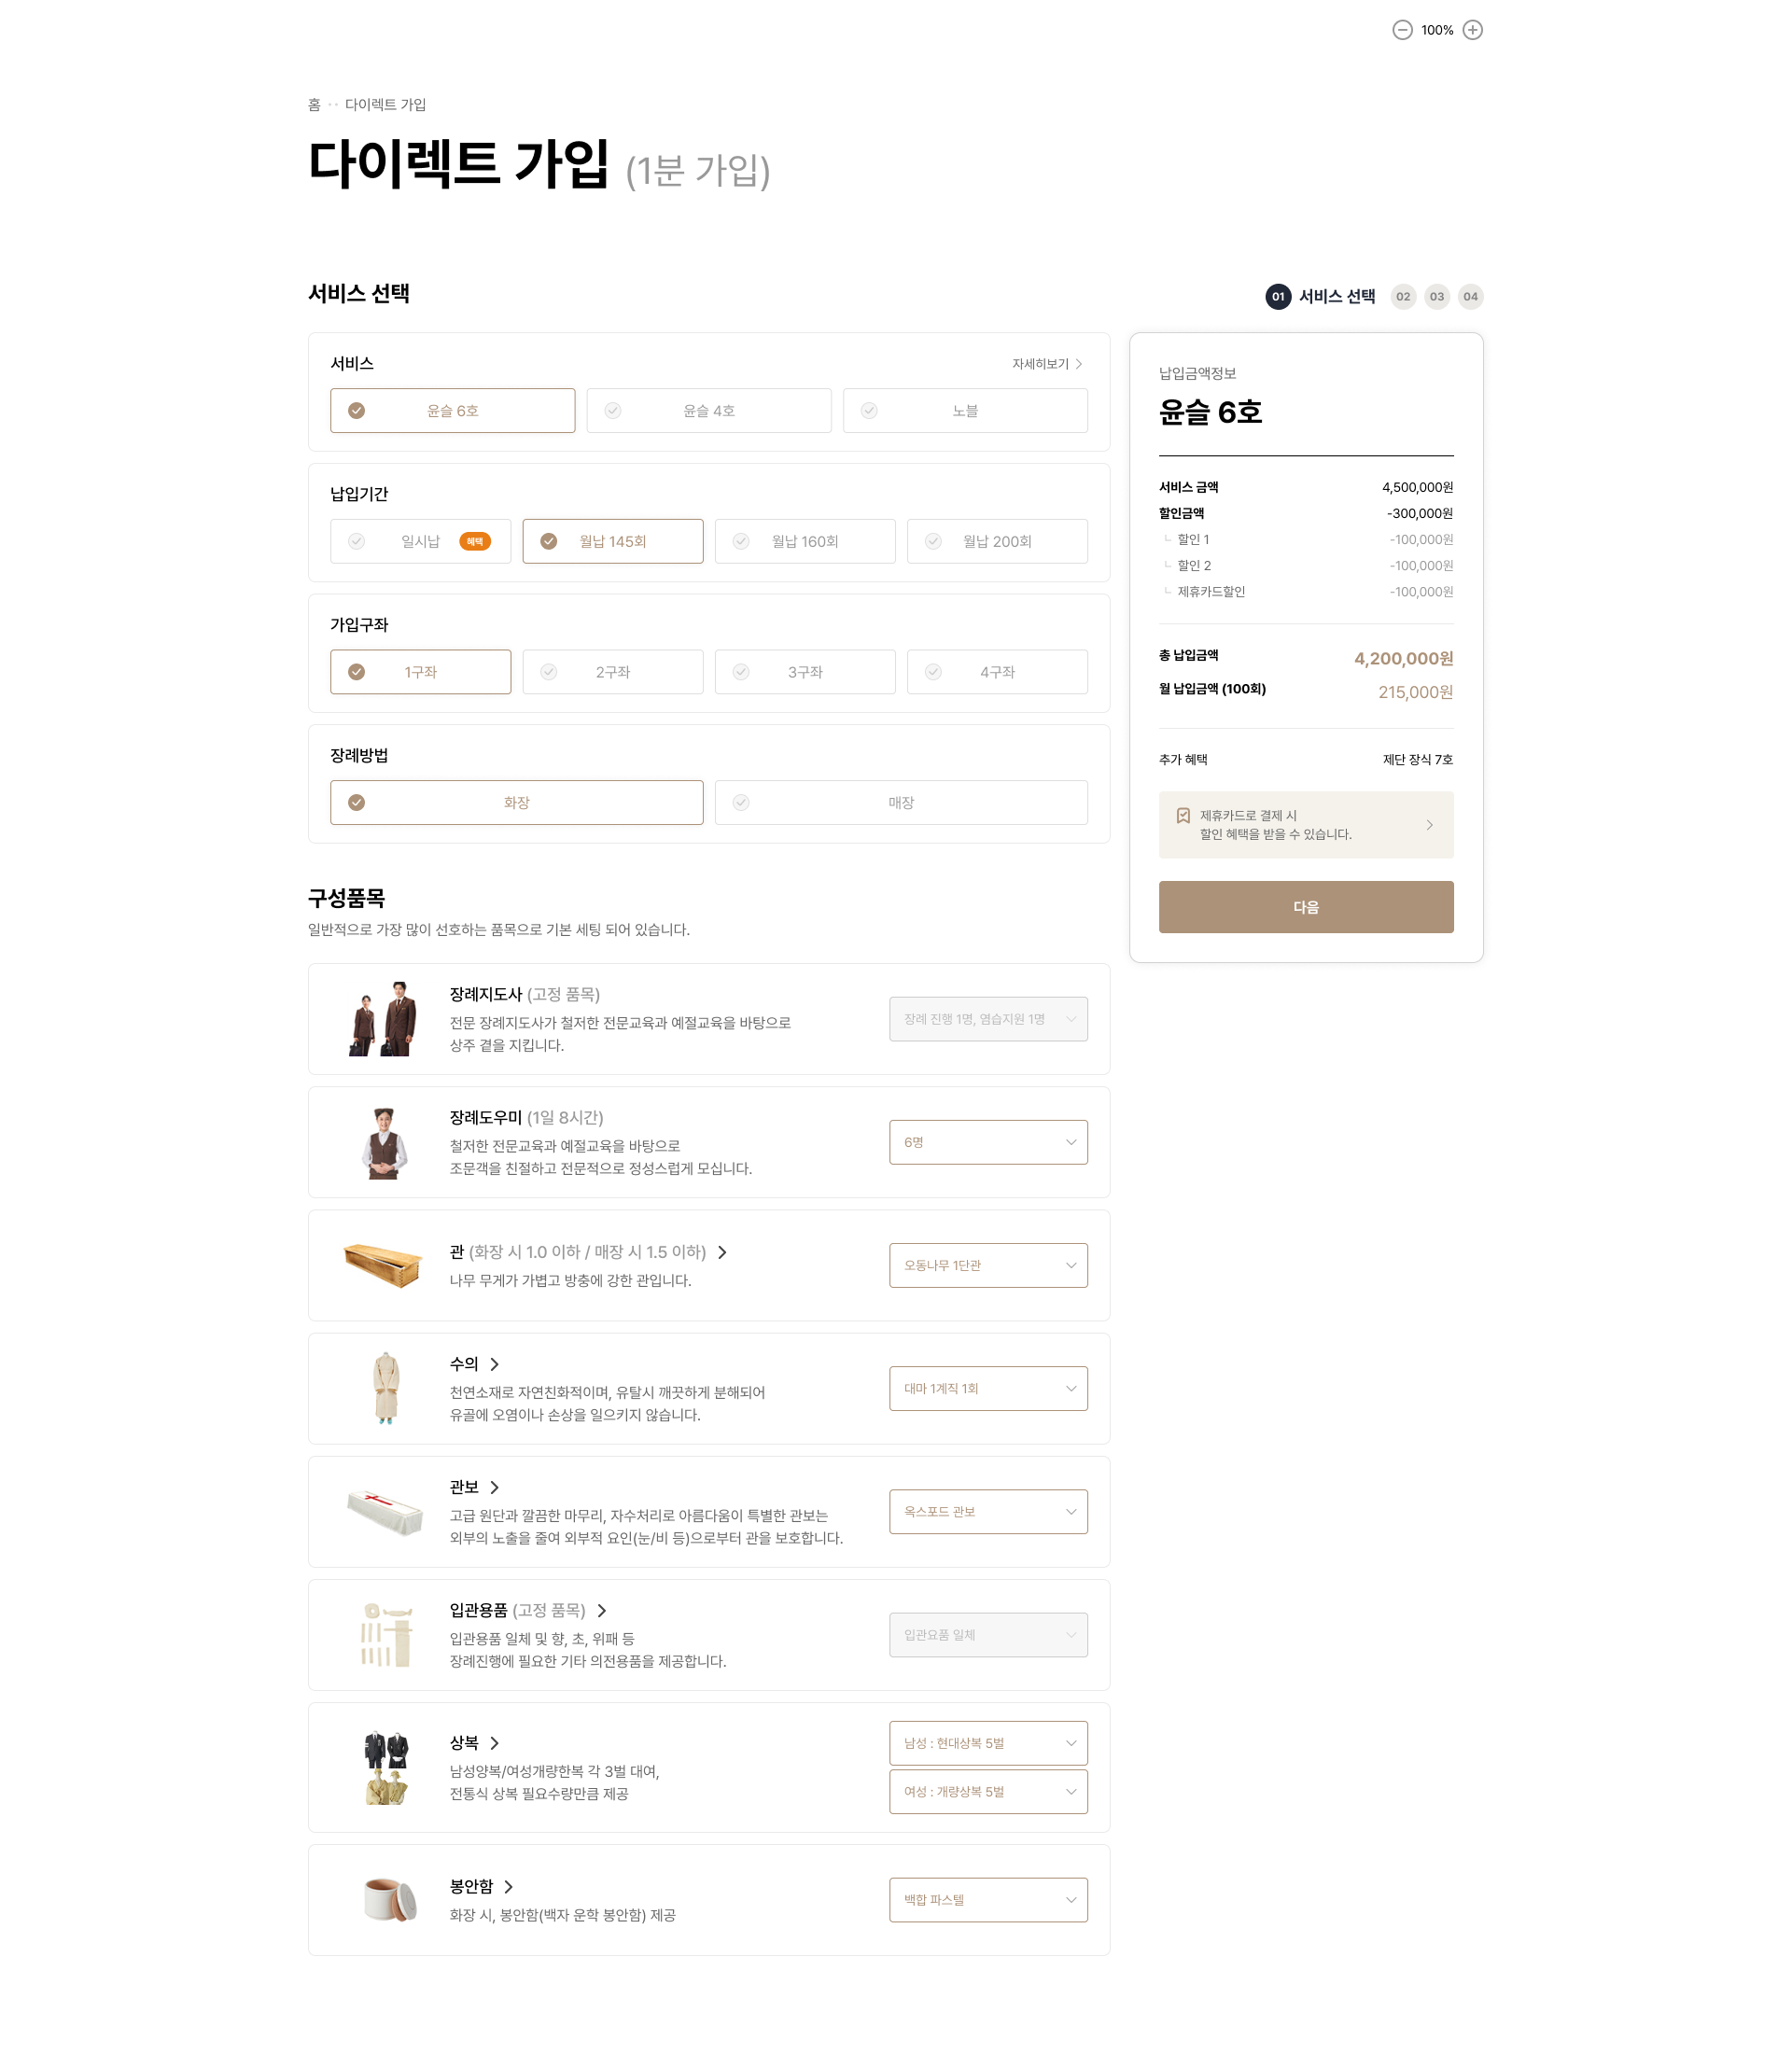 100%
홈 다이렉트 가입
다이렉트 가입 (1분 가입)
서비스 선택
01 서비스 선택 02 03 04
서비스
자세히보기
윤슬 6호
윤슬 4호
노블
납입기간
일시납 혜택
월납 145회
월납 160회
월납 200회
가입구좌
1구좌
2구좌
3구좌
4구좌
장례방법
화장
매장
납입금액정보
윤슬 6호
서비스 금액 4,500,000원
할인금액 -300,000원
할인 1 -100,000원
할인 2 -100,000원
제휴카드할인 -100,000원
총 납입금액 4,200,000원
월 납입금액 (100회) 215,000원
추가 혜택 제단 장식 7호
제휴카드로 결제 시
할인 혜택을 받을 수 있습니다.
다음
구성품목
일반적으로 가장 많이 선호하는 품목으로 기본 세팅 되어 있습니다.
장례지도사 (고정 품목)
전문 장례지도사가 철저한 전문교육과 예절교육을 바탕으로
상주 곁을 지킵니다.
장례 진행 1명, 염습지원 1명
장례도우미 (1일 8시간)
철저한 전문교육과 예절교육을 바탕으로
조문객을 친절하고 전문적으로 정성스럽게 모십니다.
6명
관 (화장 시 1.0 이하 / 매장 시 1.5 이하)
나무 무게가 가볍고 방충에 강한 관입니다.
오동나무 1단관
수의
천연소재로 자연친화적이며, 유탈시 깨끗하게 분해되어
유골에 오염이나 손상을 일으키지 않습니다.
대마 1계직 1회
관보
고급 원단과 깔끔한 마무리, 자수처리로 아름다움이 특별한 관보는
외부의 노출을 줄여 외부적 요인(눈/비 등)으로부터 관을 보호합니다.
옥스포드 관보
입관용품 (고정 품목)
입관용품 일체 및 향, 초, 위패 등
장례진행에 필요한 기타 의전용품을 제공합니다.
입관요품 일체
상복
남성양복/여성개량한복 각 3벌 대여,
전통식 상복 필요수량만큼 제공
남성 : 현대상복 5벌
여성 : 개량상복 5벌
봉안함
화장 시, 봉안함(백자 운학 봉안함) 제공
백합 파스텔